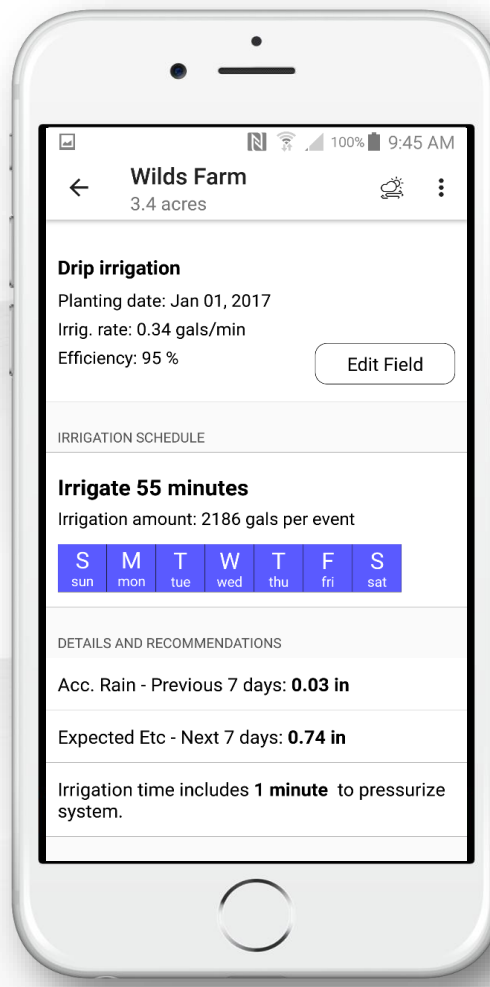 100% 9:45 AM
Wilds Farm
3.4 acres
Drip irrigation
Planting date: Jan 01, 2017
Irrig. rate: 0.34 gals/min
Efficiency: 95 %
Edit Field
IRRIGATION SCHEDULE
Irrigate 55 minutes
Irrigation amount: 2186 gals per event
S M T W T F S
sun mon tue wed thu fri sat
DETAILS AND RECOMMENDATIONS
Acc. Rain - Previous 7 days: 0.03 in
Expected Etc - Next 7 days: 0.74 in
Irrigation time includes 1 minute to pressurize
system.